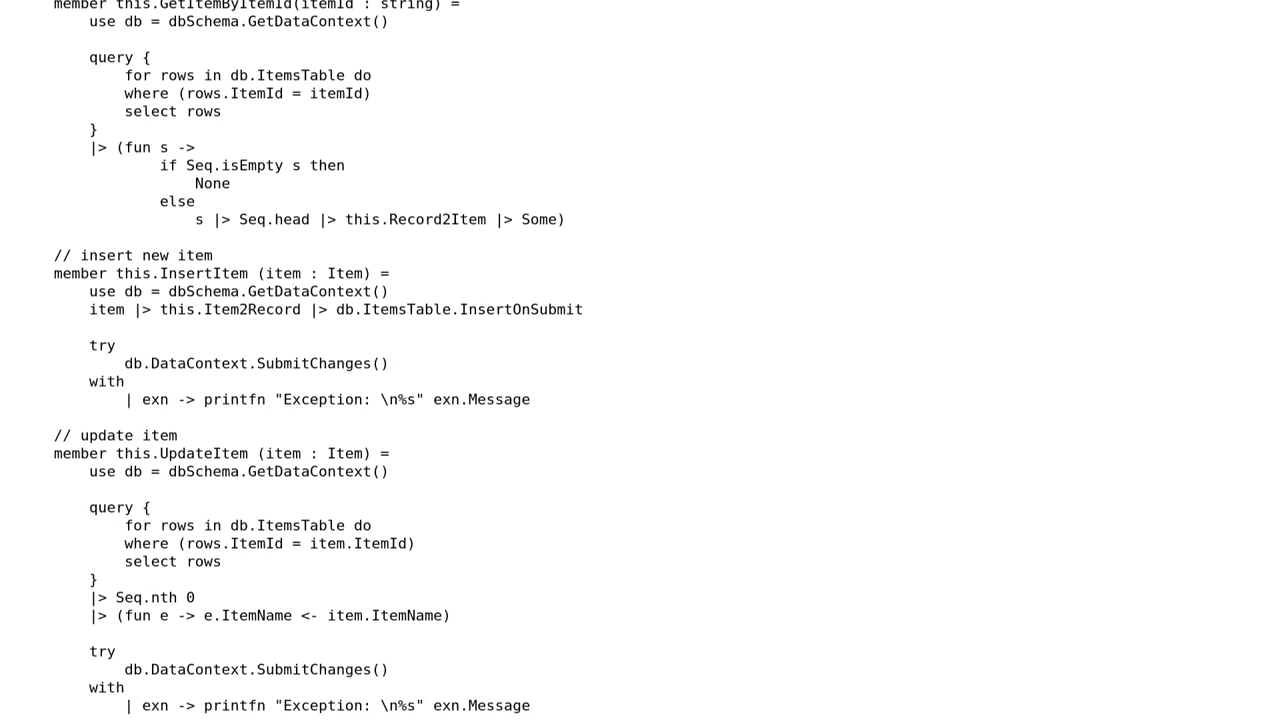 member this.GetItemByItemId(itemId : string) =
    use db = dbSchema.GetDataContext()

    query {
        for rows in db.ItemsTable do
        where (rows.ItemId = itemId)
        select rows
    }
    |> (fun s ->
            if Seq.isEmpty s then
                None
            else
                s |> Seq.head |> this.Record2Item |> Some)

// insert new item
member this.InsertItem (item : Item) =
    use db = dbSchema.GetDataContext()
    item |> this.Item2Record |> db.ItemsTable.InsertOnSubmit

    try
        db.DataContext.SubmitChanges()
    with
        | exn -> printfn "Exception: \n%s" exn.Message

// update item
member this.UpdateItem (item : Item) =
    use db = dbSchema.GetDataContext()

    query {
        for rows in db.ItemsTable do
        where (rows.ItemId = item.ItemId)
        select rows
    }
    |> Seq.nth 0
    |> (fun e -> e.ItemName <- item.ItemName)

    try
        db.DataContext.SubmitChanges()
    with
        | exn -> printfn "Exception: \n%s" exn.Message